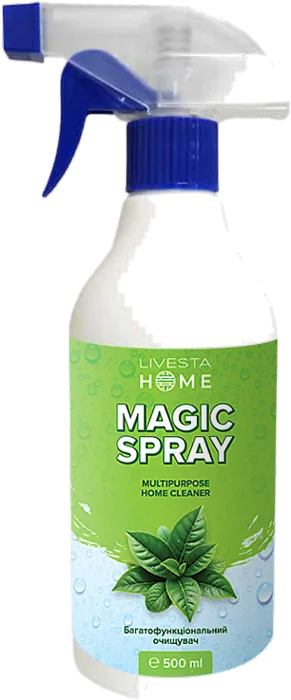 LIVESTA
HOME
MAGIC
SPRAY
MULTIPURPOSE
HOME CLEANER
Багатофункціональний
очищувач
℮ 500 ml